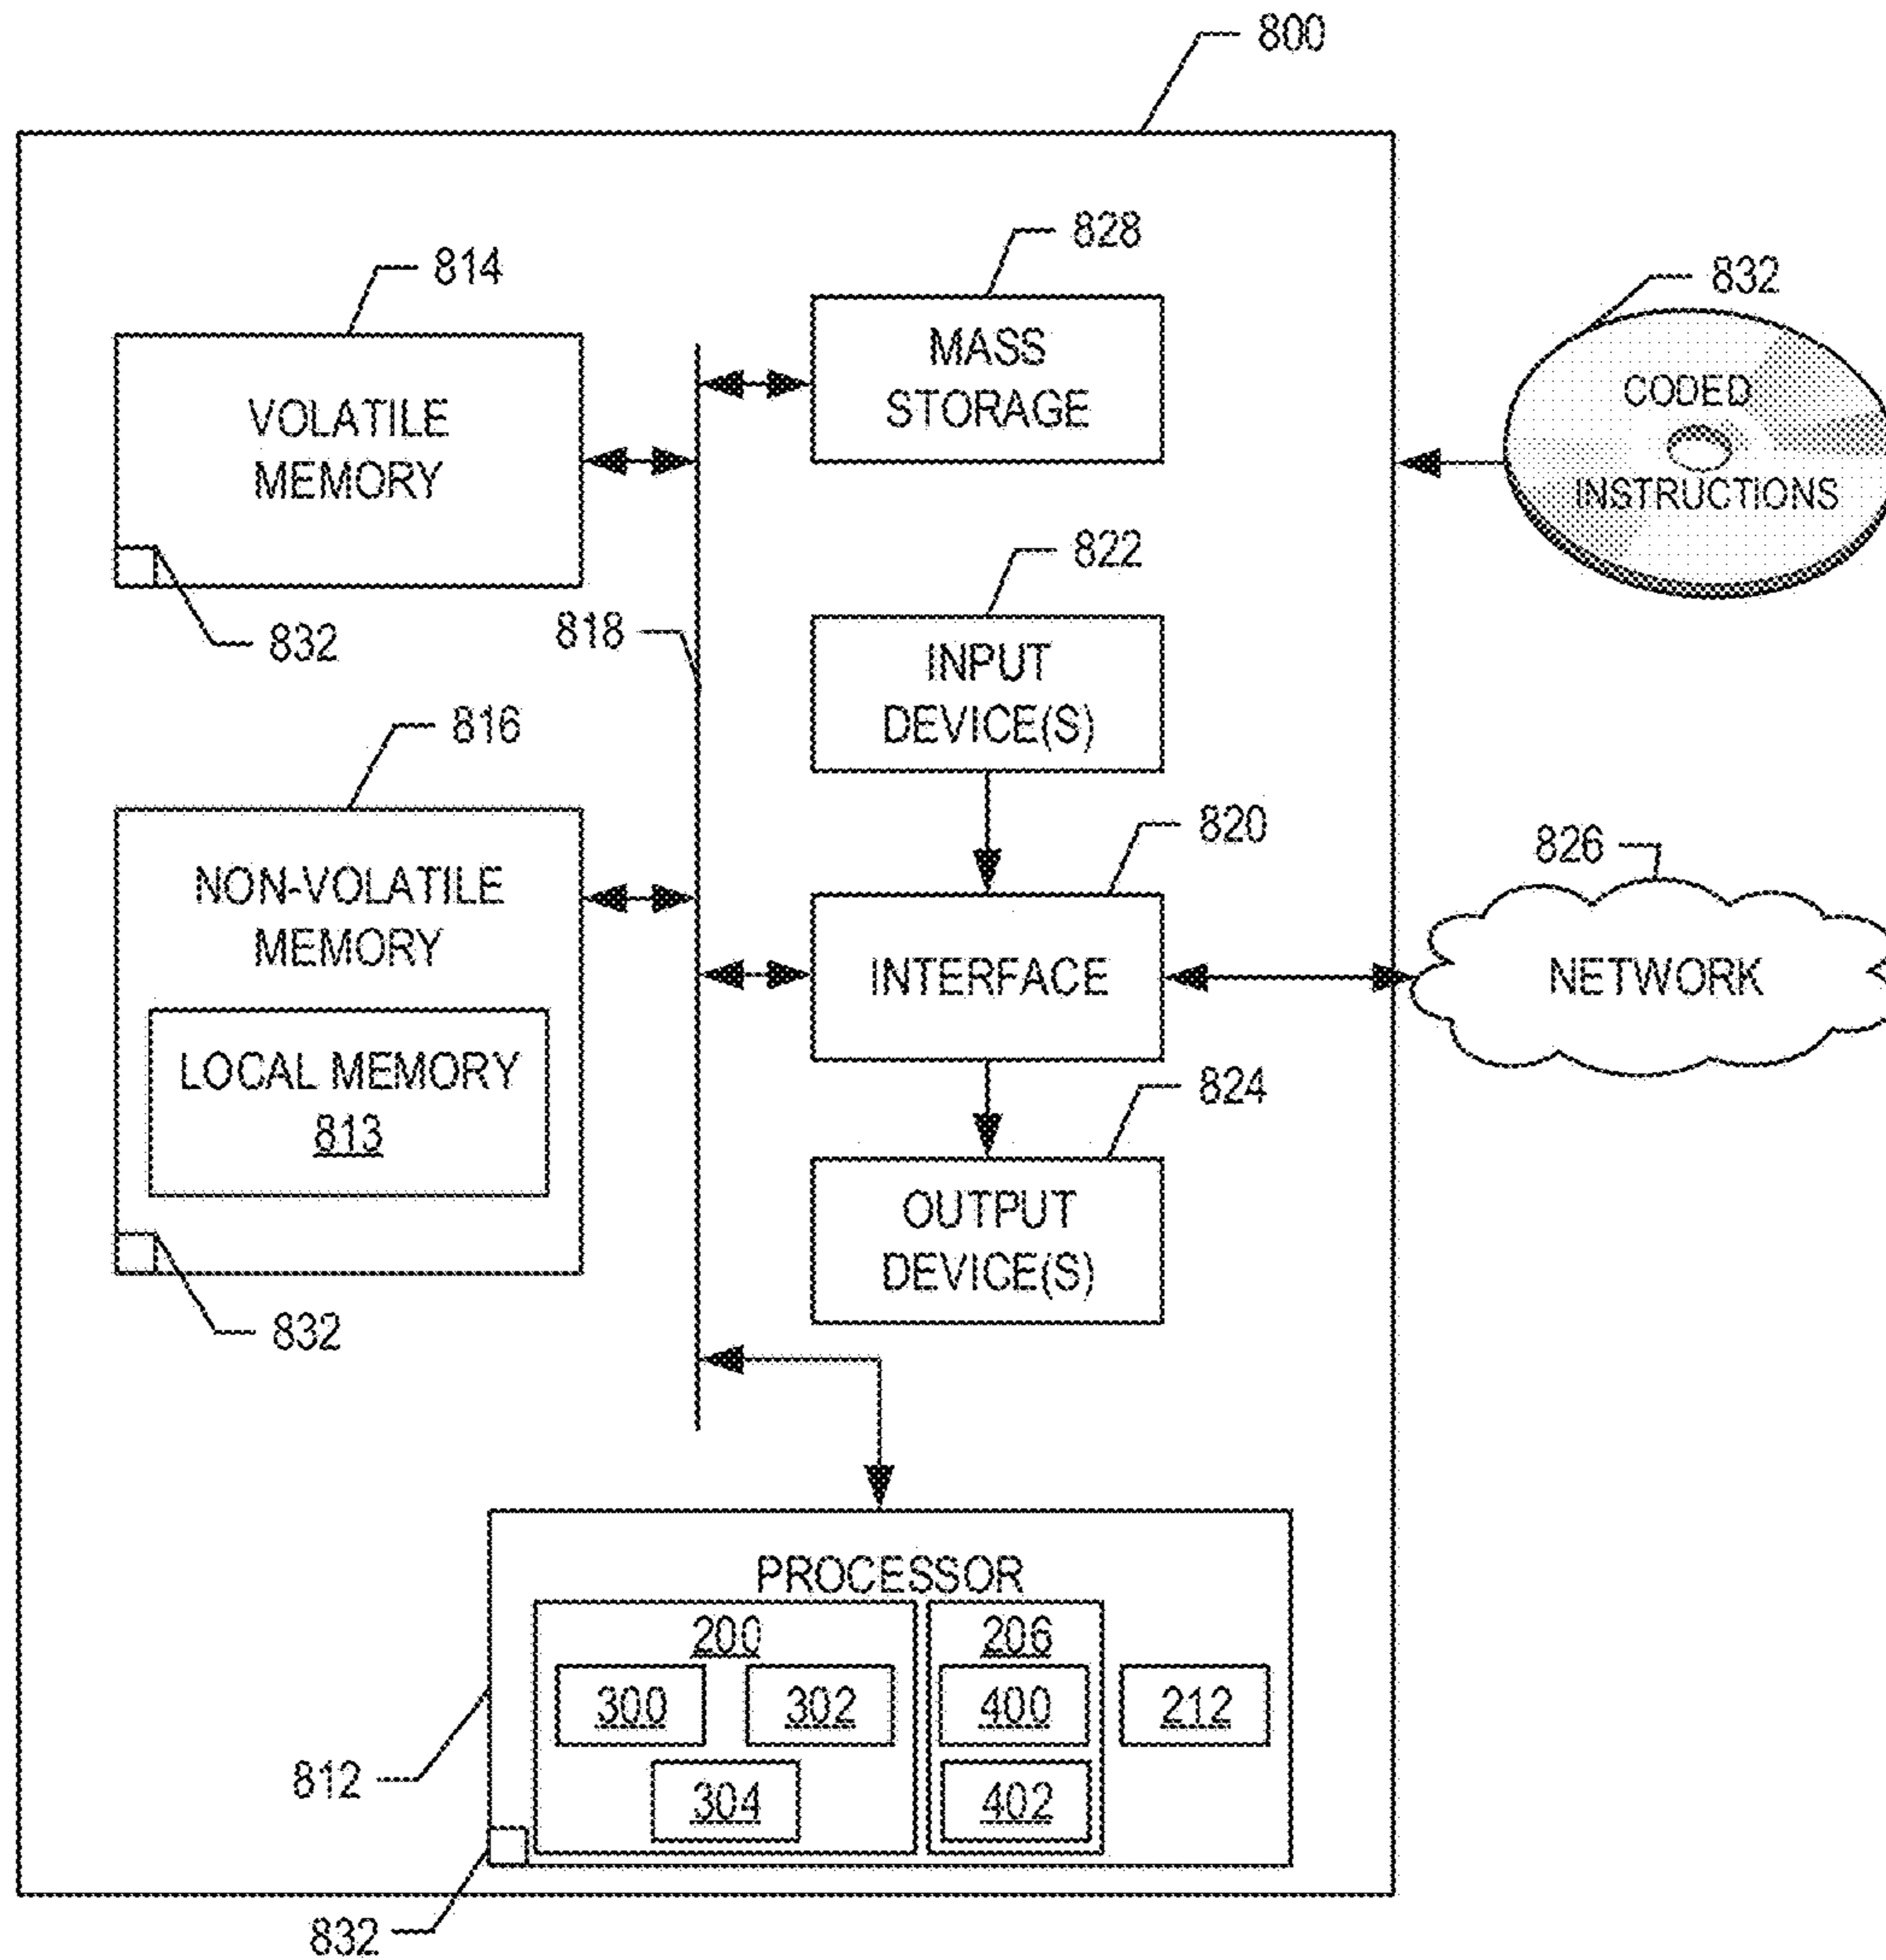 800
828
814
832
MASS
STORAGE
VOLATILE
MEMORY
CODED
INSTRUCTIONS
822
832
818
INPUT
DEVICE(S)
816
820
826
NON-VOLATILE
MEMORY
INTERFACE
NETWORK
LOCAL MEMORY
813
824
OUTPUT
DEVICE(S)
832
PROCESSOR
200
206
300
302
400
212
812
304
402
832